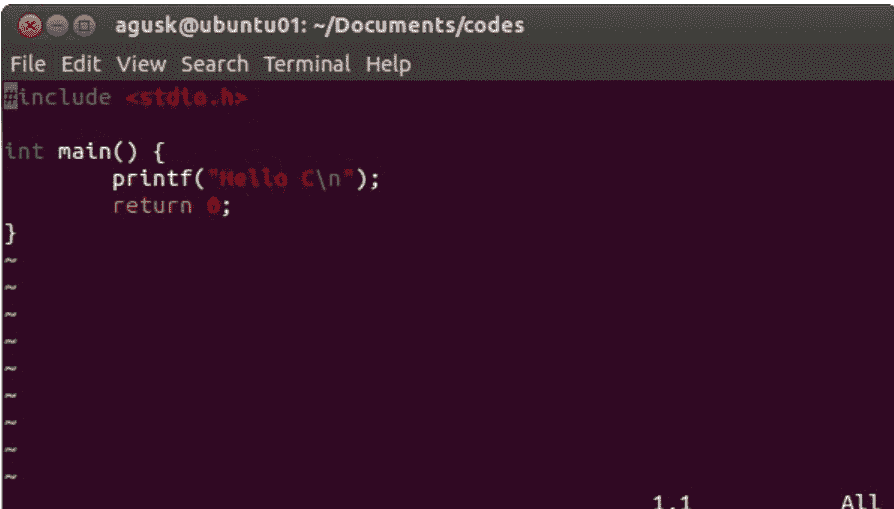 agusk@ubuntu01: ~/Documents/codes
File Edit View Search Terminal Help
#include <stdio.h>
int main() {
printf("Hello C\n");
return 0;
}
~
~
~
~
~
~
~
~
~
1,1 All